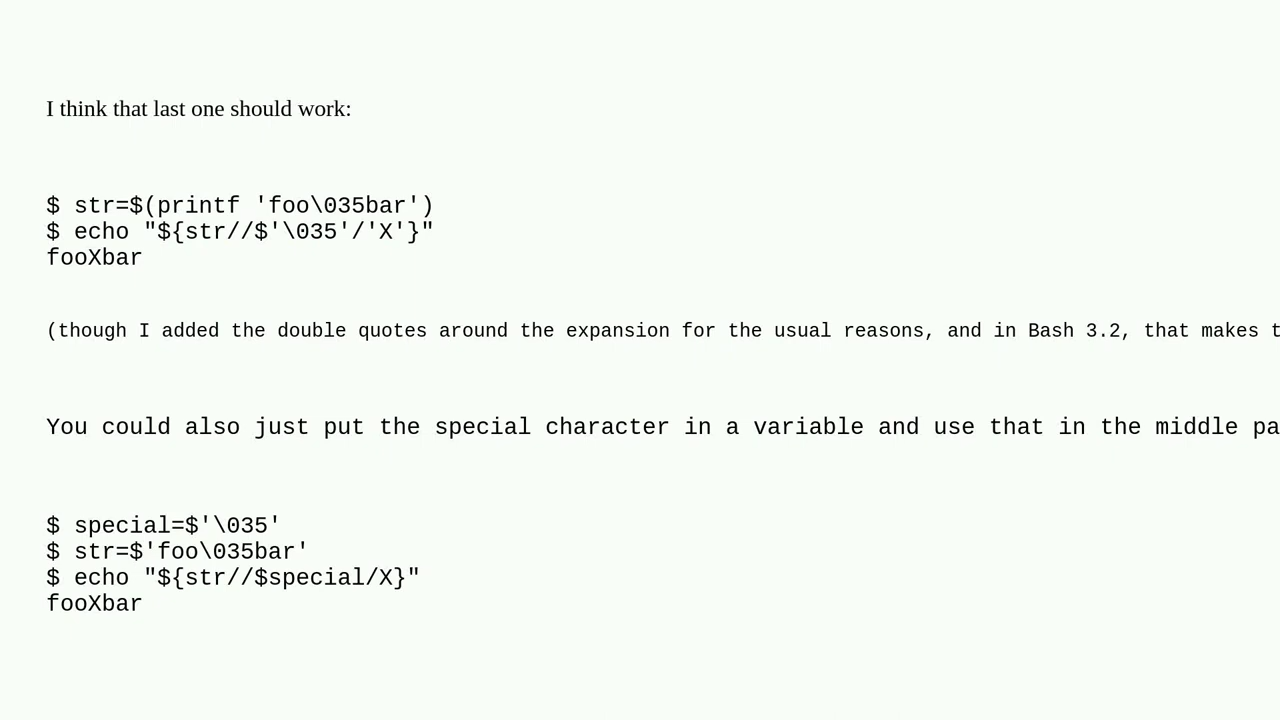 I think that last one should work:
$ str=$(printf 'foo\035bar')
$ echo "${str//$'\035'/'X'}"
fooXbar
(though I added the double quotes around the expansion for the usual reasons, and in Bash 3.2, that makes
You could also just put the special character in a variable and use that in the middle
$ special=$'\035'
$ str=$'foo\035bar'
$ echo "${str//$special/X}"
fooXbar